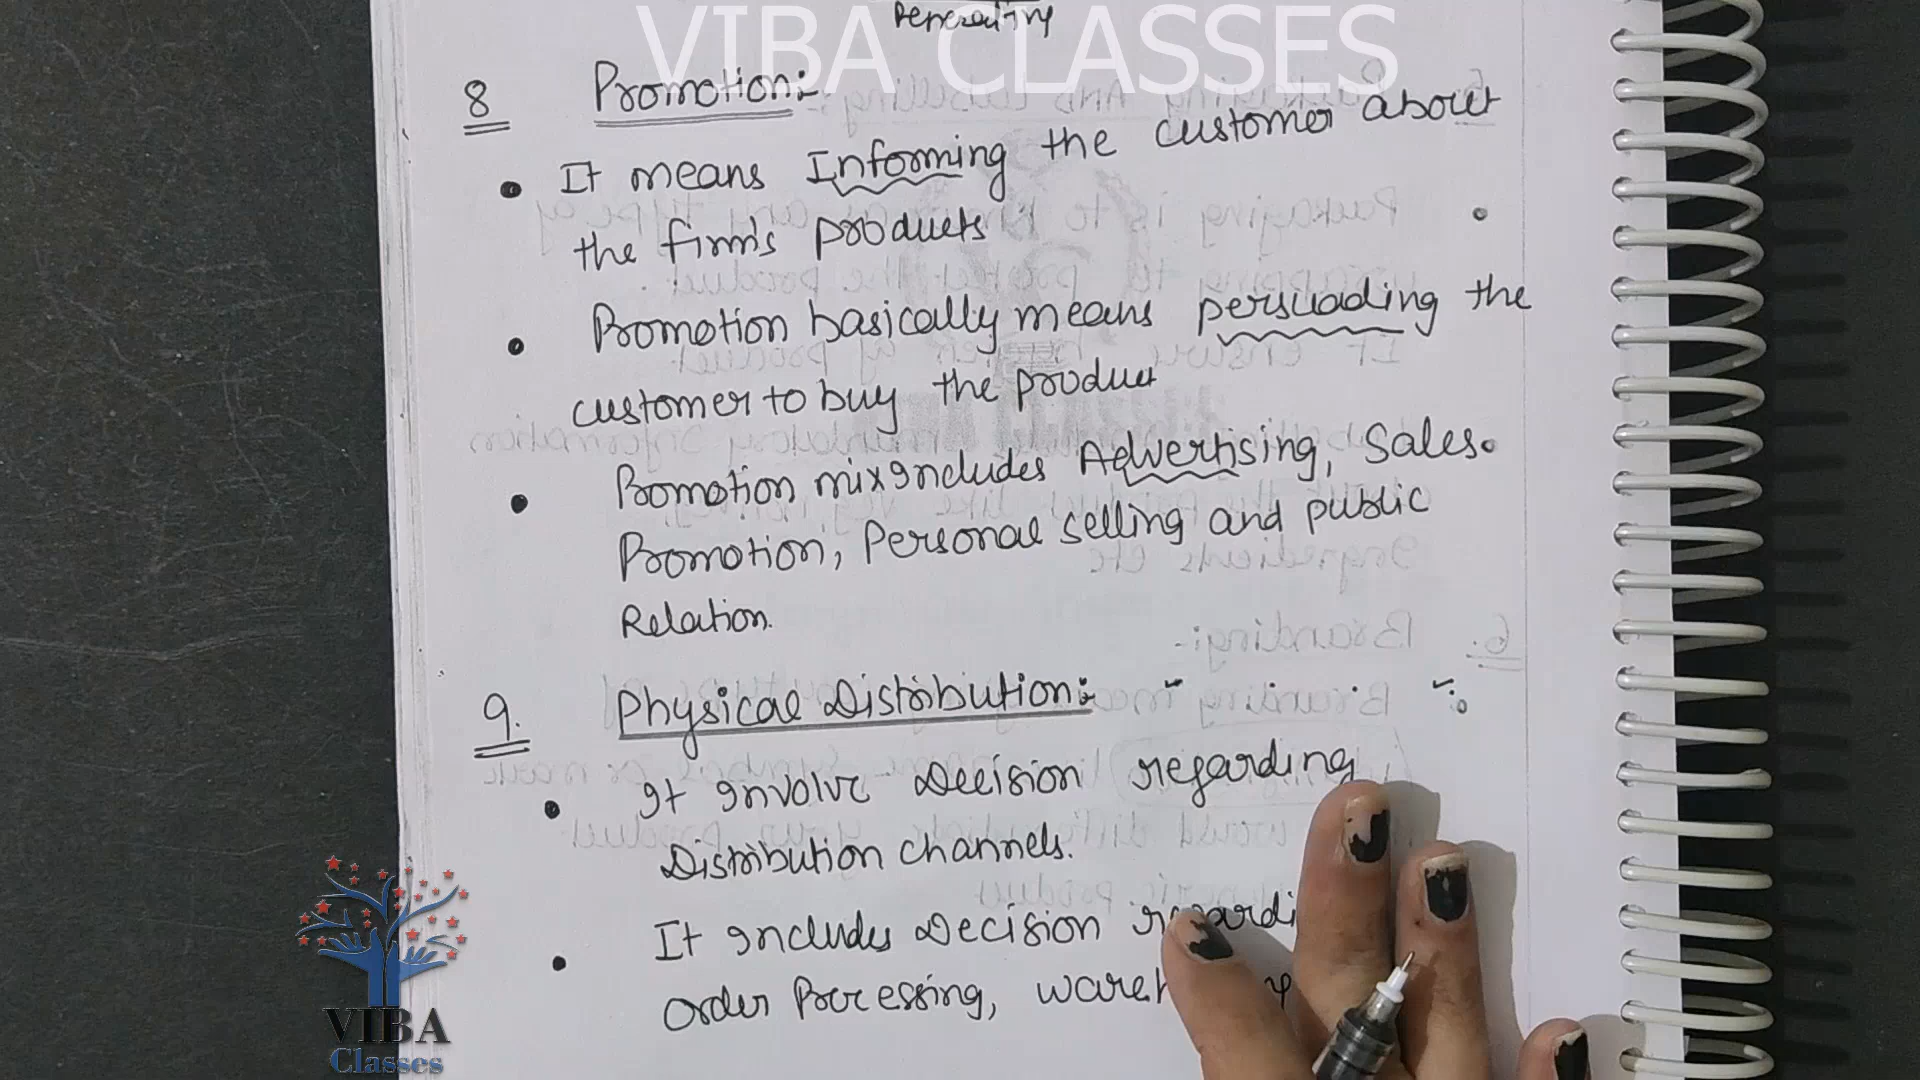 VIBA CLASSES
8 Promotion:-
• It means Informing the customer about
the firm's products
• Promotion basically means persuading the
customer to buy the product
• Promotion mix includes Advertising, Sales
Promotion, Personal selling and public
Relation.
9. Physical Distribution:-
• It involve Decision regarding
Distribution channels.
• It includes Decision
order Processing,
VIBA
Classes